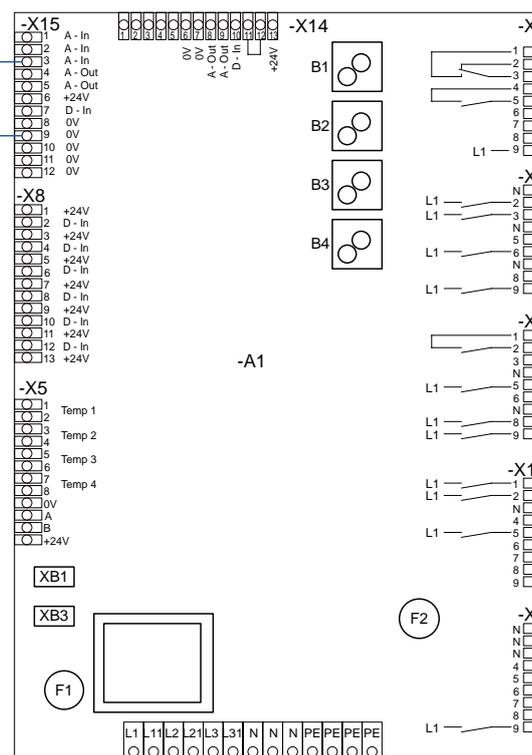 -X15
1 A - In
2 A - In
3 A - In
4 A - Out
5 A - Out
6 +24V
7 D - In
8 0V
9 0V
10 0V
11 0V
12 0V
-X8
1 +24V
2 D - In
3 +24V
4 D - In
5 +24V
6 D - In
7 +24V
8 D - In
9 +24V
10 D - In
11 +24V
12 D - In
13 +24V
-X5
1
2
Temp 1
3
4
Temp 2
5
6
Temp 3
7
8
Temp 4
0V
A
B
+24V
XB1
XB3
F1
1 2 3 4 5 6 7 8 9 10 11 12 13
0V
0V
A - Out
A - Out
D - In
+24V
-X14
B1
B2
B3
B4
-A1
F2
L1 L11 L2 L21 L3 L31 N N N PE PE PE PE
-X
1
2
3
4
5
6
7
8
L1 9
-X
N
L1 2
L1 3
N
5
L1 6
N
8
L1 9
-X
1
2
3
N
L1 5
6
N
L1 8
L1 9
-X1
L1 1
L1 2
N
4
L1 5
6
7
8
9
-X
N
N
N
4
5
6
7
8
L1 9